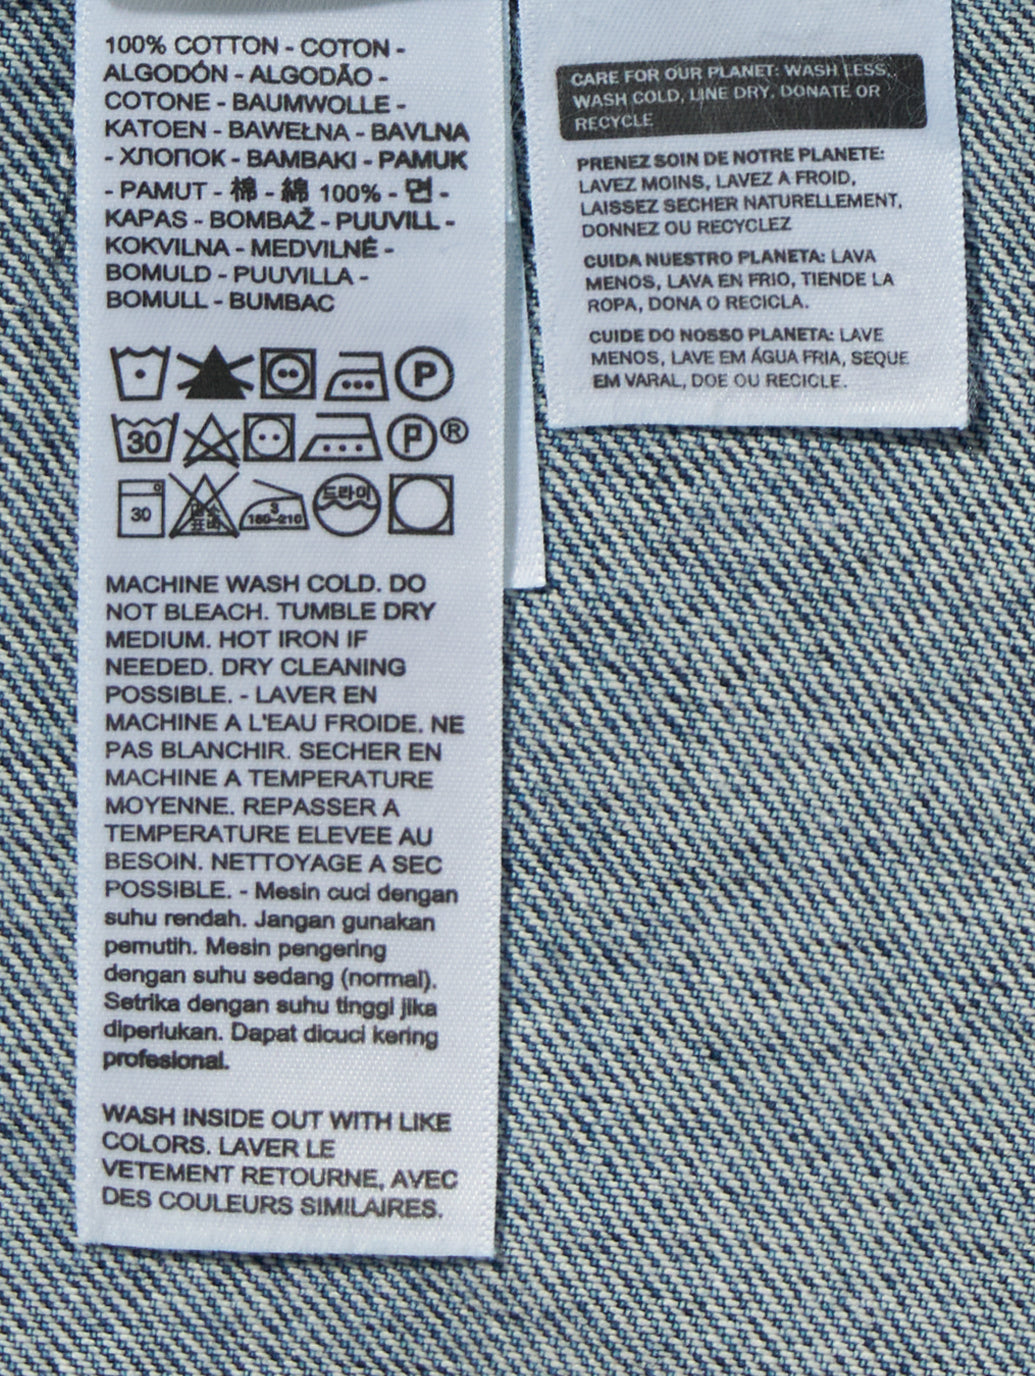 100% COTTON - COTON -
ALGODÓN - ALGODÃO -
COTONE - BAUMWOLLE -
KATOEN - BAWEŁNA - BAVLNA
- ХЛОПОК - BAMBAKI - PAMUK
- PAMUT - 棉 - 綿 100% - 면 -
KAPAS - BOMBAŽ - PUUVILL -
KOKVILNA - MEDVILNĖ -
BOMULD - PUUVILLA -
BOMULL - BUMBAC
P
30 P ®
30 3 180-210 드라이
MACHINE WASH COLD. DO
NOT BLEACH. TUMBLE DRY
MEDIUM. HOT IRON IF
NEEDED. DRY CLEANING
POSSIBLE. - LAVER EN
MACHINE A L'EAU FROIDE. NE
PAS BLANCHIR. SECHER EN
MACHINE A TEMPERATURE
MOYENNE. REPASSER A
TEMPERATURE ELEVEE AU
BESOIN. NETTOYAGE A SEC
POSSIBLE. - Mesin cuci dengan
suhu rendah. Jangan gunakan
pemutih. Mesin pengering
dengan suhu sedang (normal).
Setrika dengan suhu tinggi jika
diperlukan. Dapat dicuci kering
profesional.
WASH INSIDE OUT WITH LIKE
COLORS. LAVER LE
VETEMENT RETOURNE, AVEC
DES COULEURS SIMILAIRES.
CARE FOR OUR PLANET: WASH LESS,
WASH COLD, LINE DRY, DONATE OR
RECYCLE
PRENEZ SOIN DE NOTRE PLANETE:
LAVEZ MOINS, LAVEZ A FROID,
LAISSEZ SECHER NATURELLEMENT,
DONNEZ OU RECYCLEZ
CUIDA NUESTRO PLANETA: LAVA
MENOS, LAVA EN FRIO, TIENDE LA
ROPA, DONA O RECICLA.
CUIDE DO NOSSO PLANETA: LAVE
MENOS, LAVE EM ÁGUA FRIA, SEQUE
EM VARAL, DOE OU RECICLE.